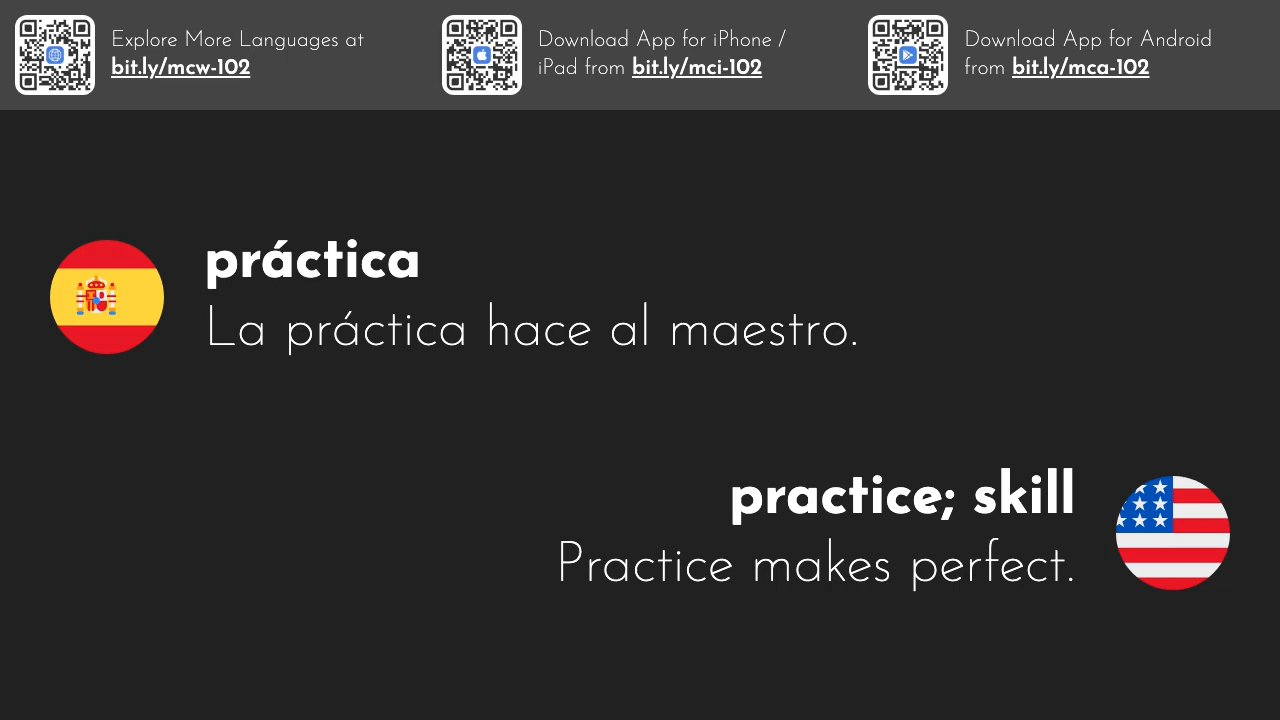 Explore More Languages at
bit.ly/mcw-102
Download App for iPhone /
iPad from bit.ly/mci-102
Download App for Android
from bit.ly/mca-102
práctica
La práctica hace al maestro.
practice; skill
Practice makes perfect.